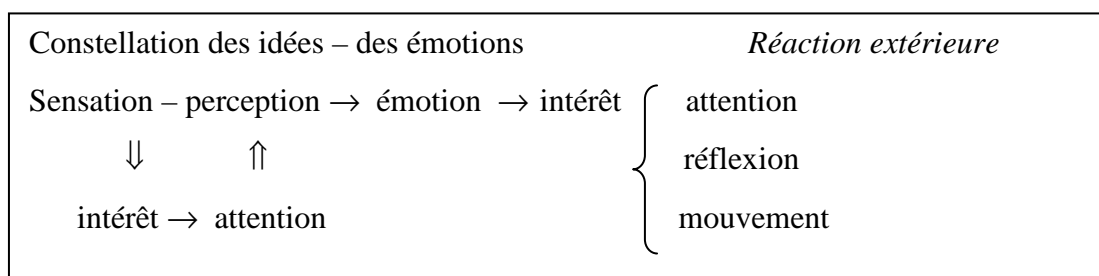 Constellation des idées – des émotions Réaction extérieure
Sensation – perception → émotion → intérêt attention
⇓ ⇑ réflexion
intérêt → attention mouvement